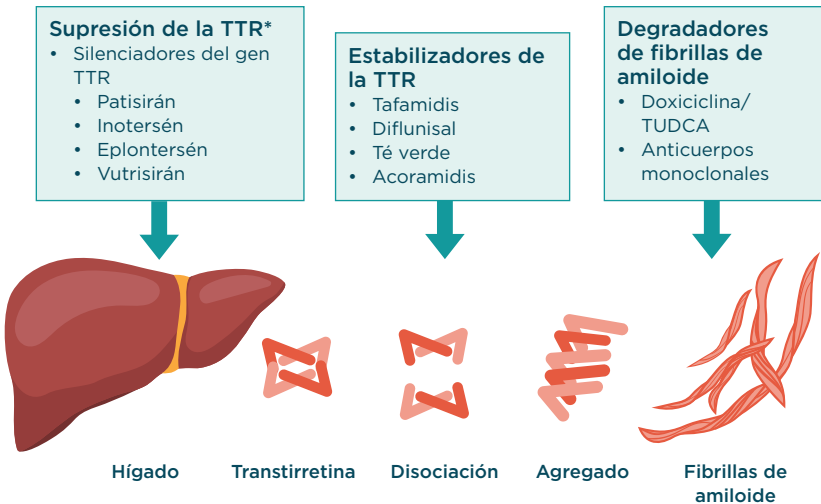 Supresión de la TTR*
• Silenciadores del gen
TTR
• Patisirán
• Inotersén
• Eplontersén
• Vutrisirán
Estabilizadores de
la TTR
• Tafamidis
• Diflunisal
• Té verde
• Acoramidis
Degradadores
de fibrillas de
amiloide
• Doxiciclina/
TUDCA
• Anticuerpos
monoclonales
Hígado
Transtirretina
Disociación
Agregado
Fibrillas de
amiloide